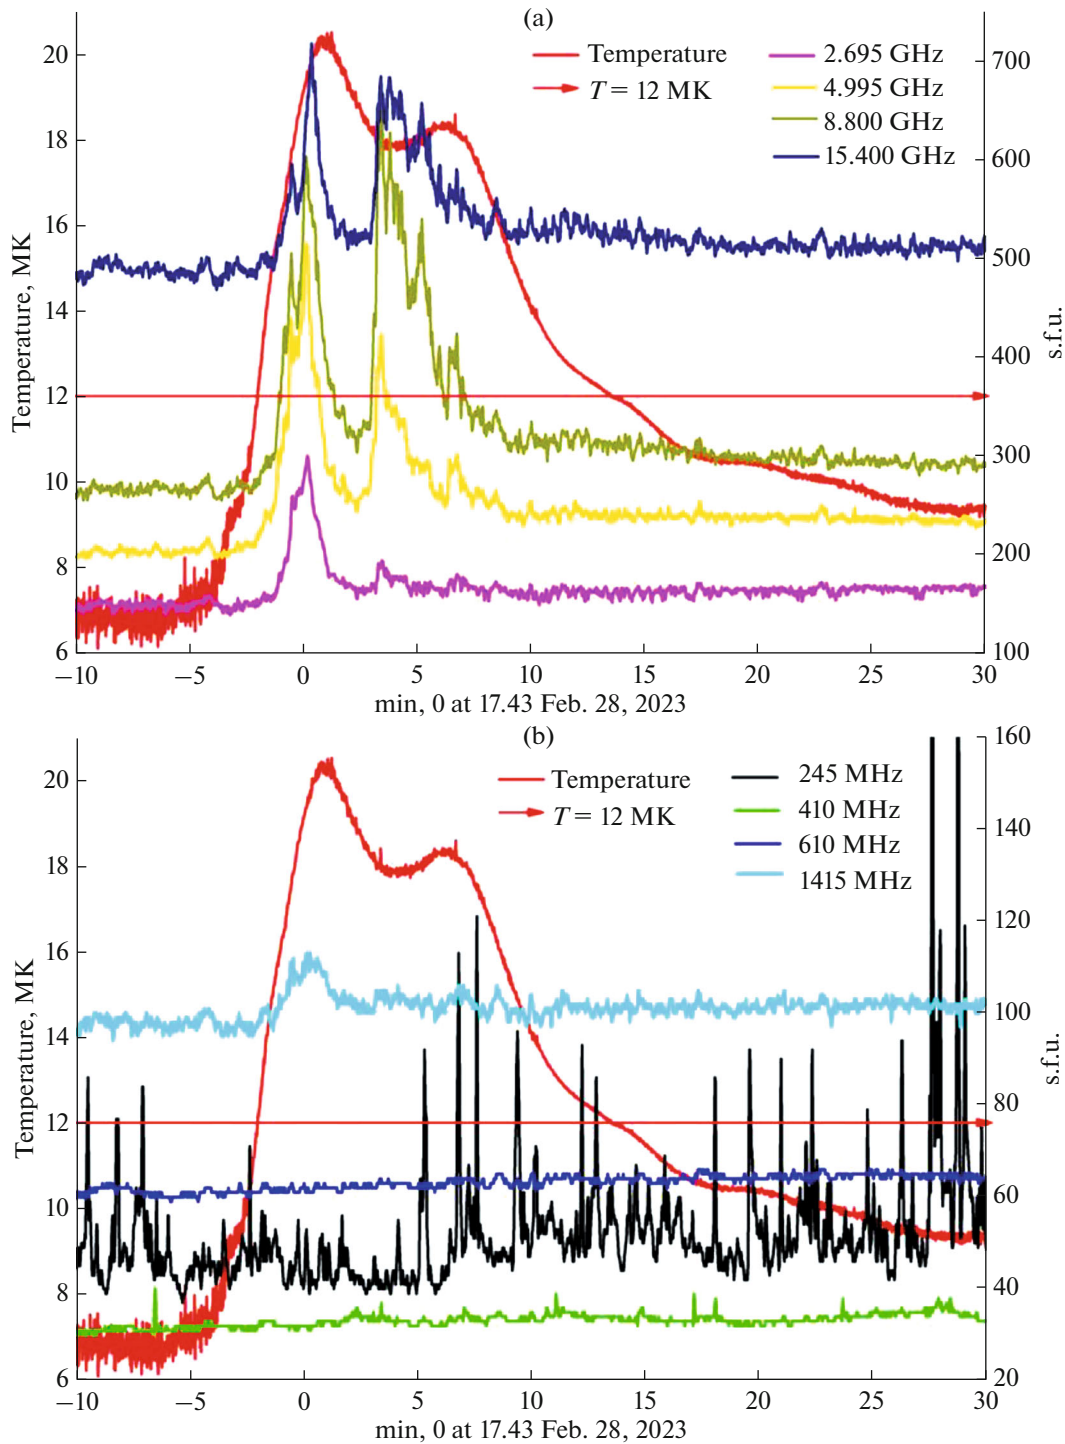 (a)
Temperature
T = 12 MK
2.695 GHz
4.995 GHz
8.800 GHz
15.400 GHz
20
18
16
14
12
10
8
6
Temperature, MK
700
600
500
400
300
200
100
s.f.u.
−10
−5
0
5
10
15
20
25
30
min, 0 at 17.43 Feb. 28, 2023
(b)
Temperature
T = 12 MK
245 MHz
410 MHz
610 MHz
1415 MHz
20
18
16
14
12
10
8
6
Temperature, MK
160
140
120
100
80
60
40
20
s.f.u.
−10
−5
0
5
10
15
20
25
30
min, 0 at 17.43 Feb. 28, 2023